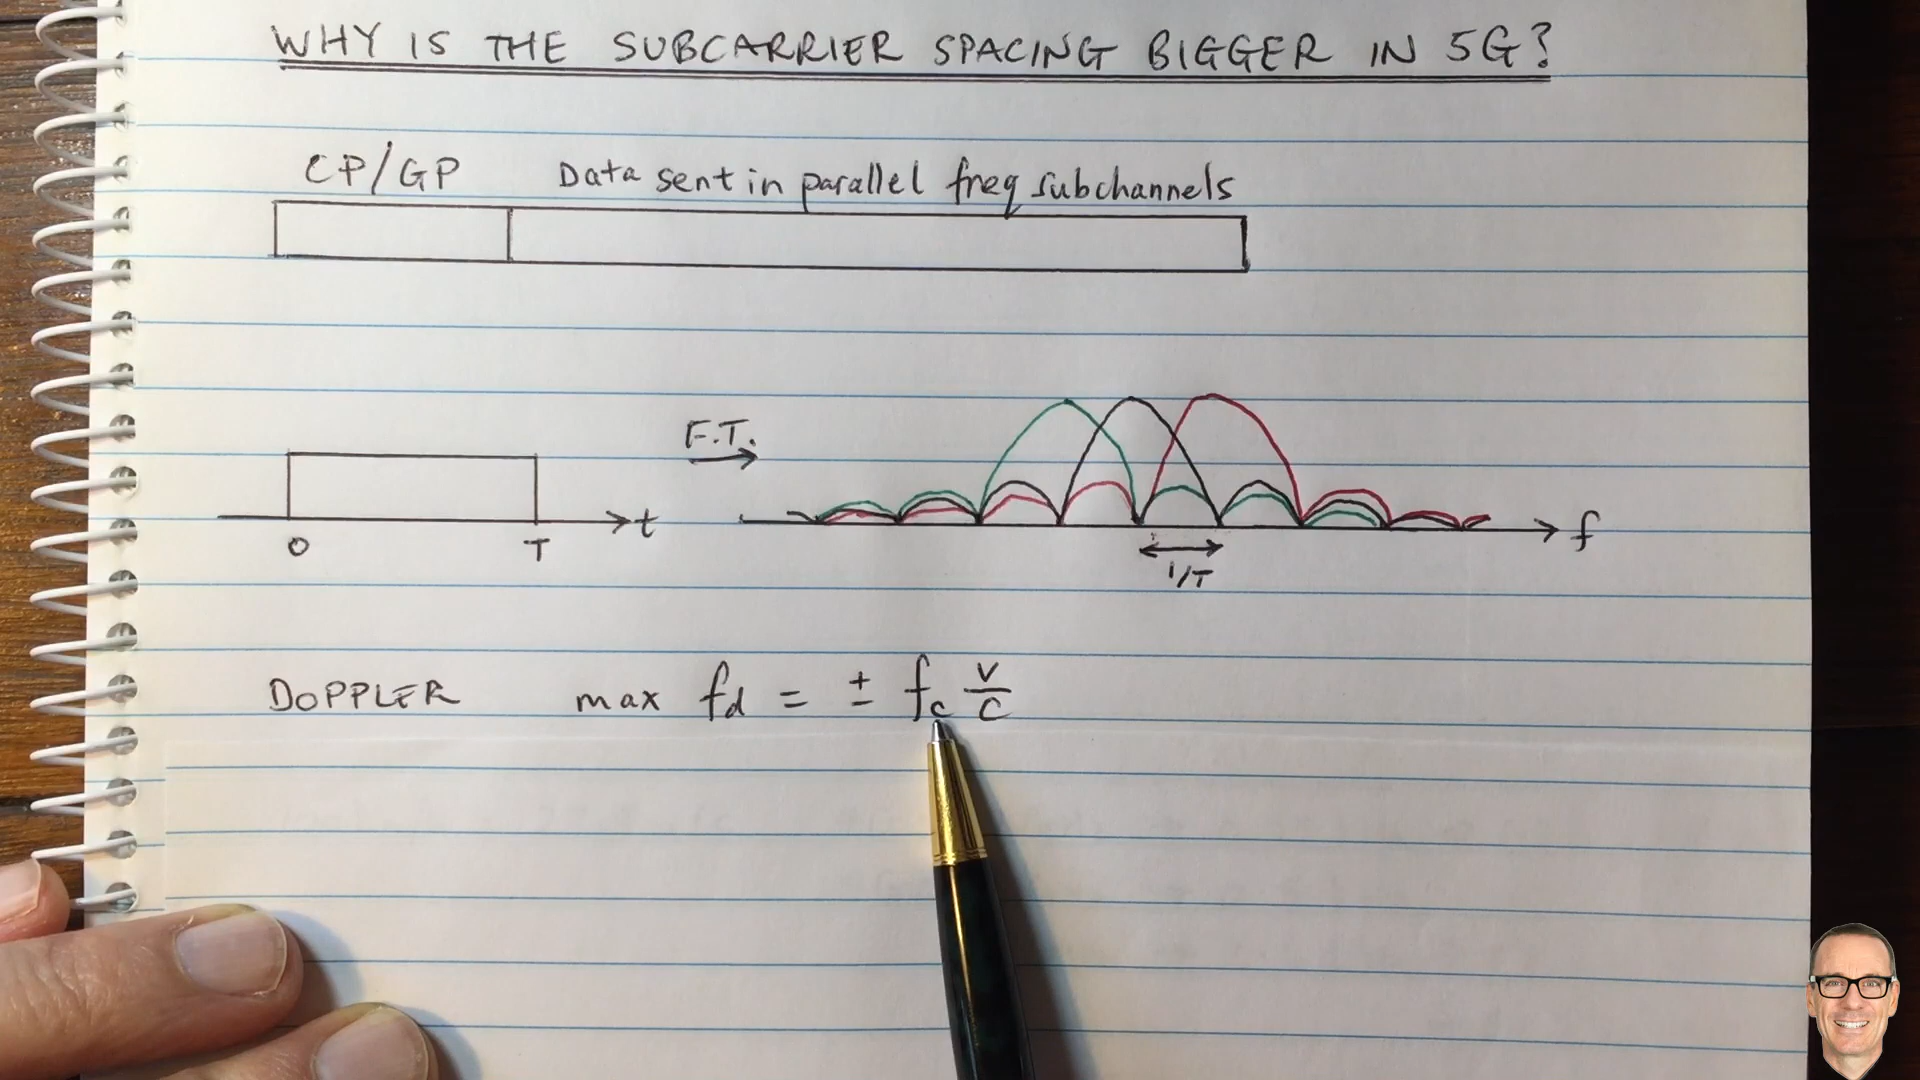 WHY IS THE SUBCARRIER SPACING BIGGER IN 5G?
CP/GP Data sent in parallel freq subchannels
F.T.
t
0 T
f
1/T
DOPPLER max fd = ± fc v/c